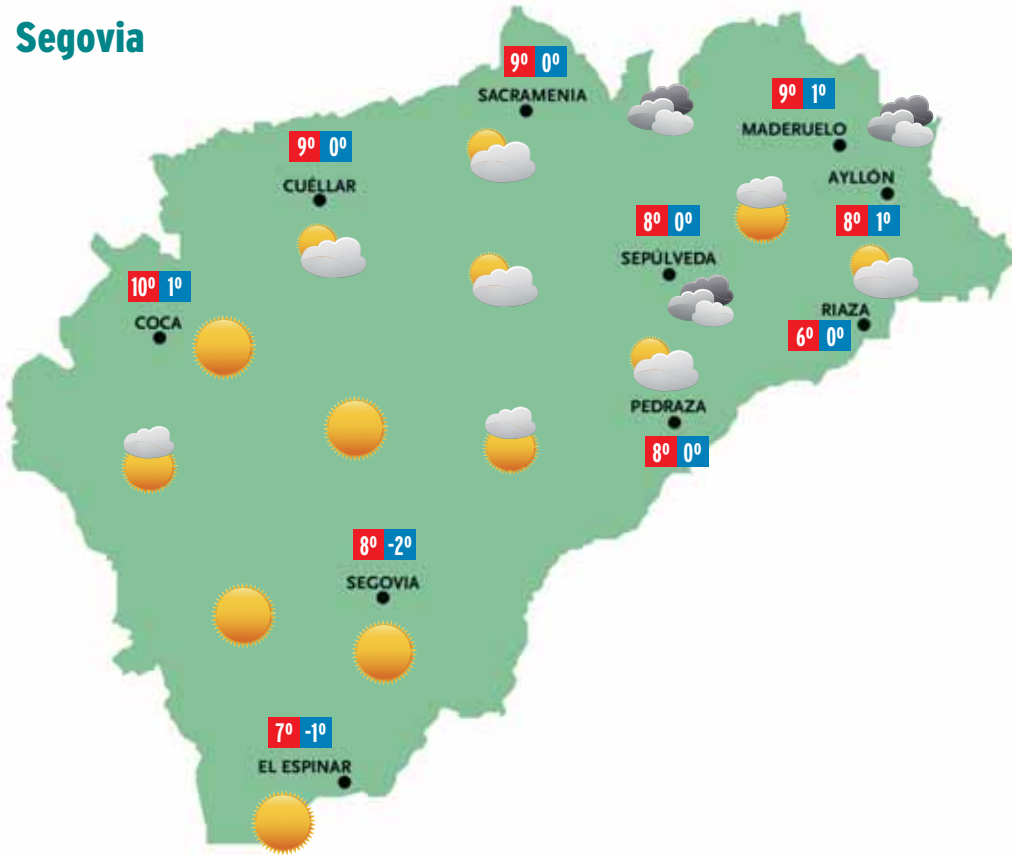 Segovia
9º 0º
SACRAMENIA
9º 1º
MADERUELO
9º 0º
CUÉLLAR
AYLLÓN
8º 1º
8º 0º
SEPÚLVEDA
10º 1º
COCA
RIAZA
6º 0º
PEDRAZA
8º 0º
8º -2º
SEGOVIA
7º -1º
EL ESPINAR